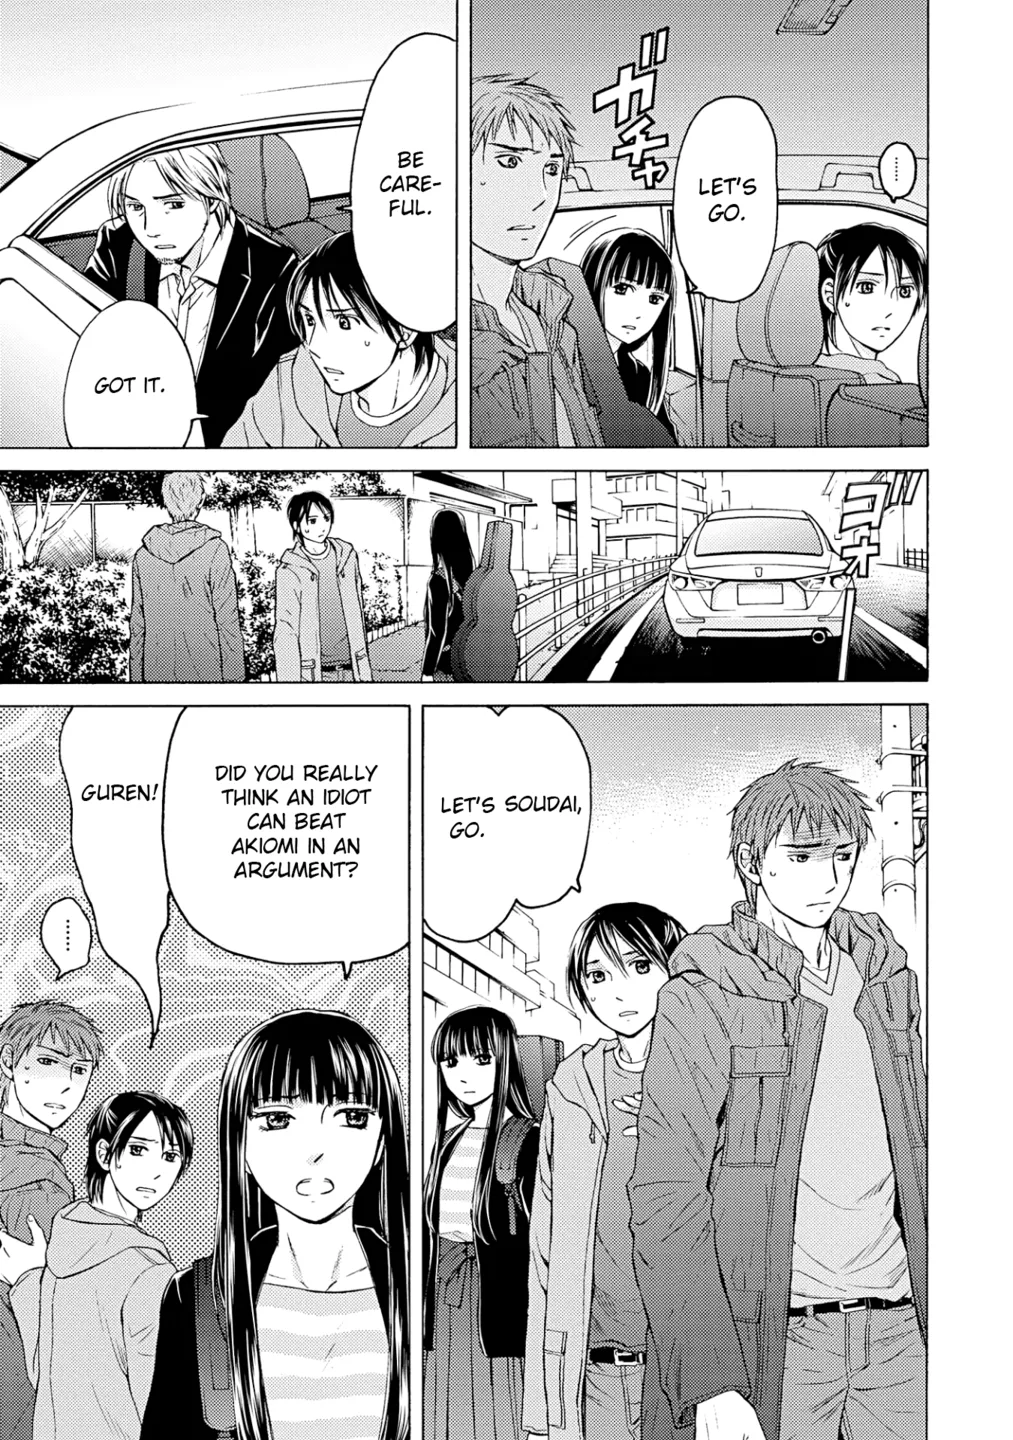 ガチャ
LET'S
GO.
……
BE
CARE-
FUL.
GOT IT.
ゴオォ
LET'S SOUDAI,
GO.
DID YOU REALLY
THINK AN IDIOT
CAN BEAT
AKIOMI IN AN
ARGUMENT?
GUREN!
……